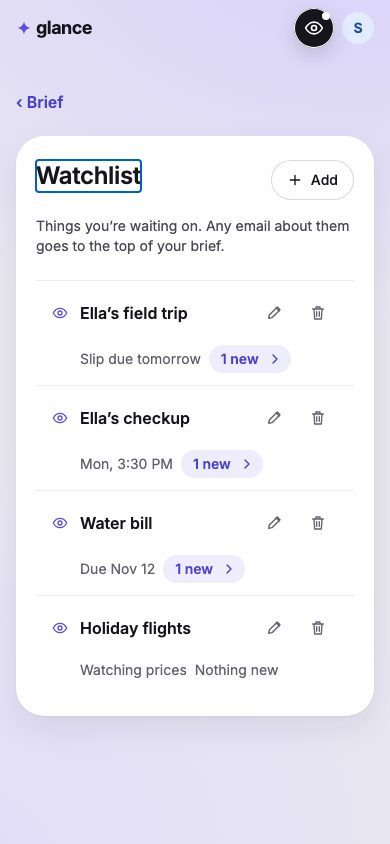 glance
S
‹ Brief
Watchlist
Add
Things you’re waiting on. Any email about them
goes to the top of your brief.
Ella’s field trip
Slip due tomorrow 1 new
Ella’s checkup
Mon, 3:30 PM 1 new
Water bill
Due Nov 12 1 new
Holiday flights
Watching prices Nothing new